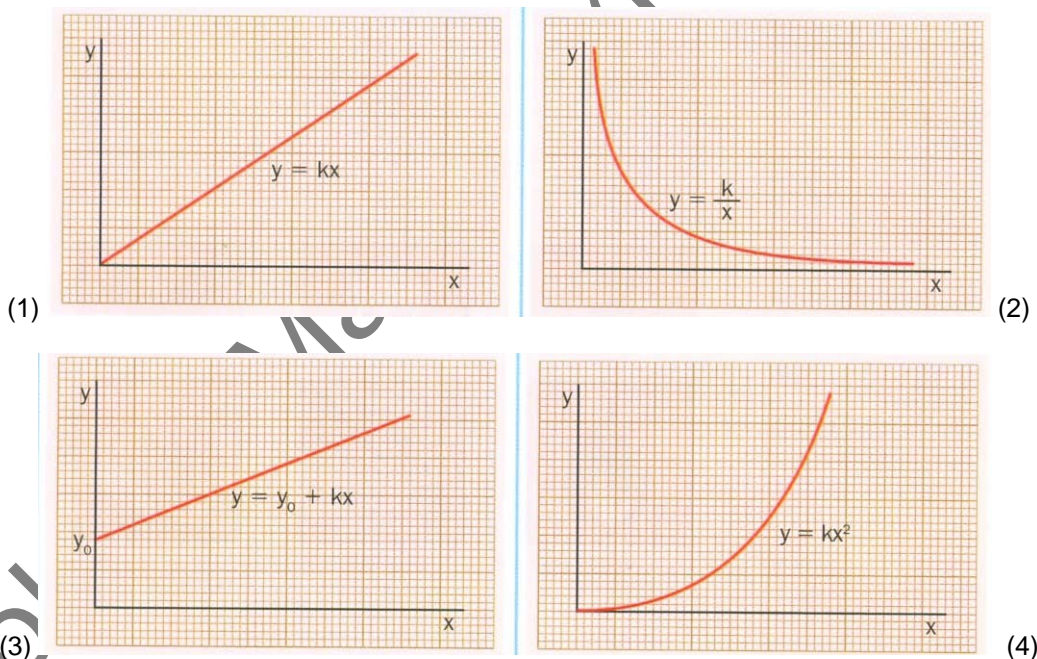 y
y = kx
x
(1)
y
y = k/x
x
(2)
y
y = y₀ + kx
y₀
x
(3)
y
y = kx²
x
(4)